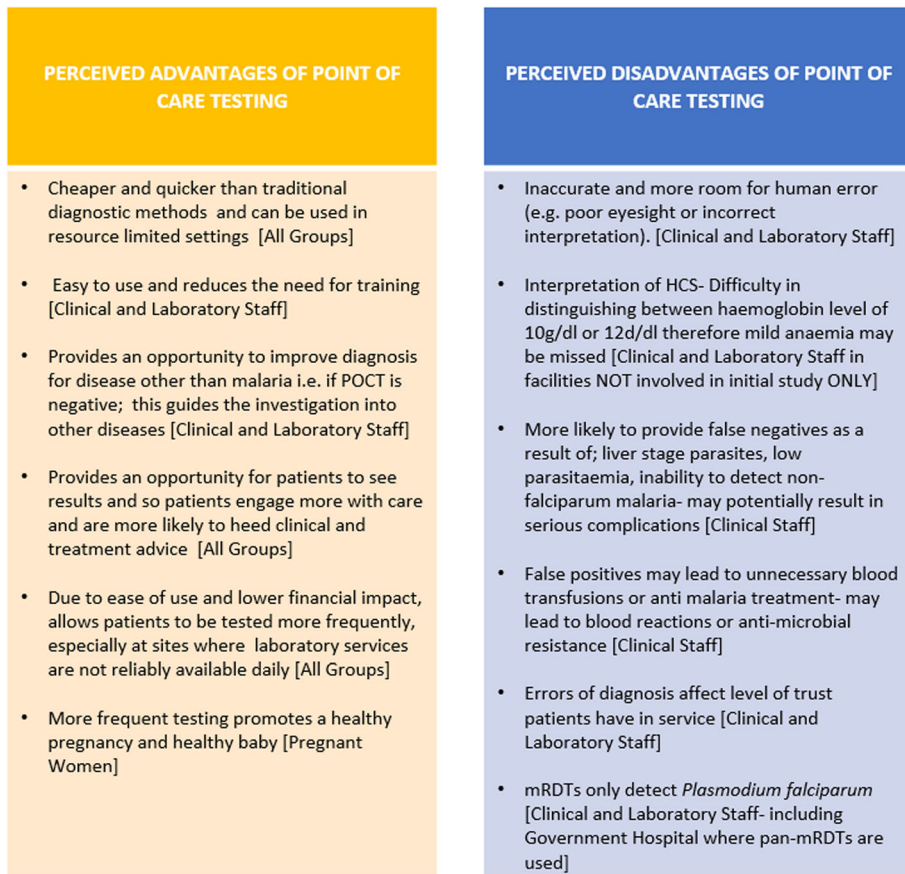 PERCEIVED ADVANTAGES OF POINT OF
CARE TESTING
• Cheaper and quicker than traditional
diagnostic methods and can be used in
resource limited settings [All Groups]
• Easy to use and reduces the need for training
[Clinical and Laboratory Staff]
• Provides an opportunity to improve diagnosis
for disease other than malaria i.e. if POCT is
negative; this guides the investigation into
other diseases [Clinical and Laboratory Staff]
• Provides an opportunity for patients to see
results and so patients engage more with care
and are more likely to heed clinical and
treatment advice [All Groups]
• Due to ease of use and lower financial impact,
allows patients to be tested more frequently,
especially at sites where laboratory services
are not reliably available daily [All Groups]
• More frequent testing promotes a healthy
pregnancy and healthy baby [Pregnant
Women]
PERCEIVED DISADVANTAGES OF POINT OF
CARE TESTING
• Inaccurate and more room for human error
(e.g. poor eyesight or incorrect
interpretation). [Clinical and Laboratory Staff]
• Interpretation of HCS- Difficulty in
distinguishing between haemoglobin level of
10g/dl or 12d/dl therefore mild anaemia may
be missed [Clinical and Laboratory Staff in
facilities NOT involved in initial study ONLY]
• More likely to provide false negatives as a
result of; liver stage parasites, low
parasitaemia, inability to detect non-
falciparum malaria- may potentially result in
serious complications [Clinical Staff]
• False positives may lead to unnecessary blood
transfusions or anti malaria treatment- may
lead to blood reactions or anti-microbial
resistance [Clinical Staff]
• Errors of diagnosis affect level of trust
patients have in service [Clinical and
Laboratory Staff]
• mRDTs only detect Plasmodium falciparum
[Clinical and Laboratory Staff- including
Government Hospital where pan-mRDTs are
used]